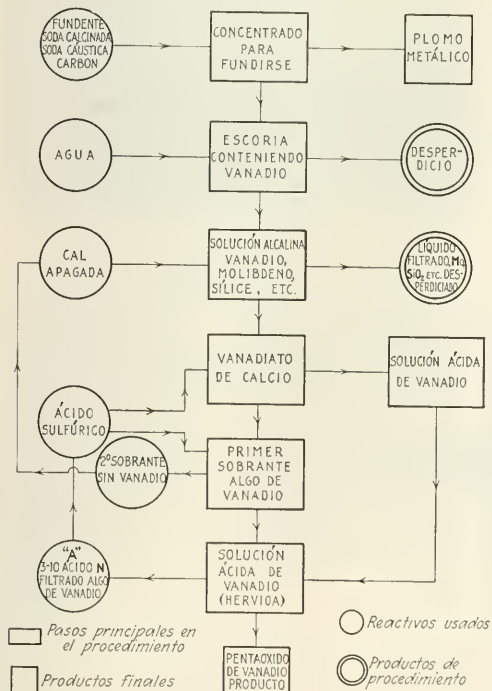 FUNDENTE
SODA CALCINADA
SODA CÁUSTICA
CARBON
CONCENTRADO
PARA
FUNDIRSE
PLOMO
METÁLICO
AGUA
ESCORIA
CONTENIENDO
VANADIO
DESPER-
DICIO
CAL
APAGADA
SOLUCIÓN ALCALINA
VANADIO,
MOLIBDENO,
SÍLICE, ETC.
LÍQUIDO
FILTRADO, Mo,
SiO₂ ETC. DES-
PERDICIADO
VANADIATO
DE CALCIO
SOLUCIÓN ÁCIDA
DE VANADIO
ÁCIDO
SULFÚRICO
2º SOBRANTE
SIN VANADIO
PRIMER
SOBRANTE
ALGO DE
VANADIO
"A"
3-10 ÁCIDO N
FILTRADO ALGO
DE VANADIO
SOLUCIÓN
ÁCIDA DE
VANADIO
(HERVIDA)
Pasos principales en
el procedimiento
Reactivos usados
Productos finales
PENTAOXIDO
DE VANADIO
PRODUCTO
Productos de
procedimiento